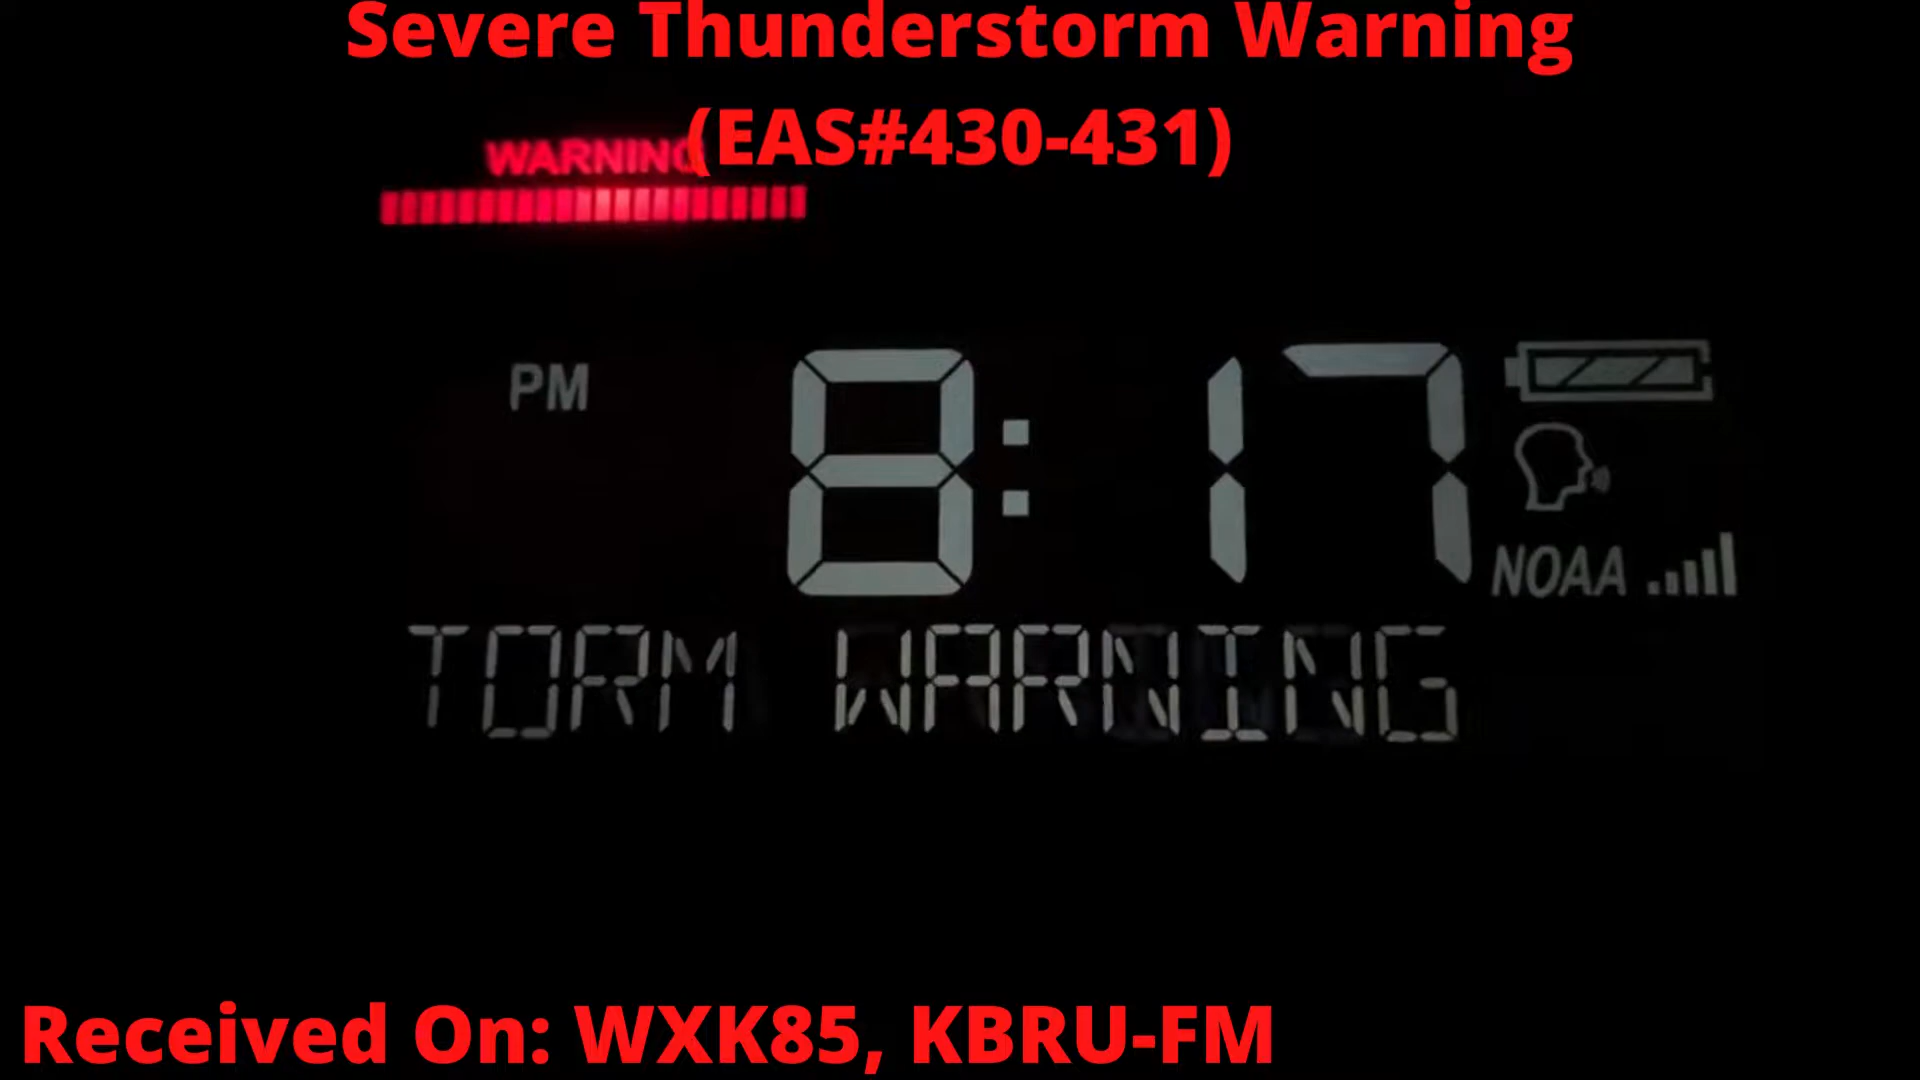 Severe Thunderstorm Warning
(EAS#430-431)
WARNING
PM
8:17
NOAA
TORM WARNING
Received On: WXK85, KBRU-FM